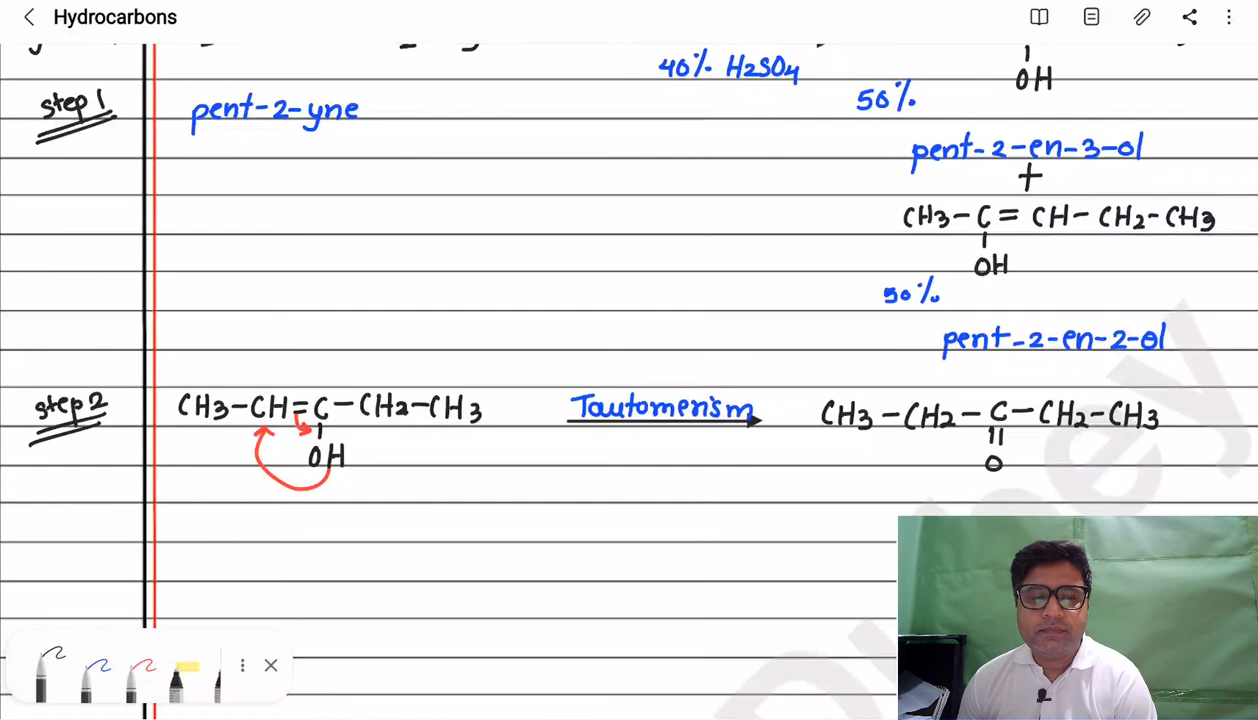 Hydrocarbons
40% H2SO4
OH
step 1
pent-2-yne
50%
pent-2-en-3-ol
+
CH3-C=CH-CH2-CH3
OH
50%
pent-2-en-2-ol
step 2
CH3-CH=C-CH2-CH3
OH
Tautomerism
CH3-CH2-C-CH2-CH3
O